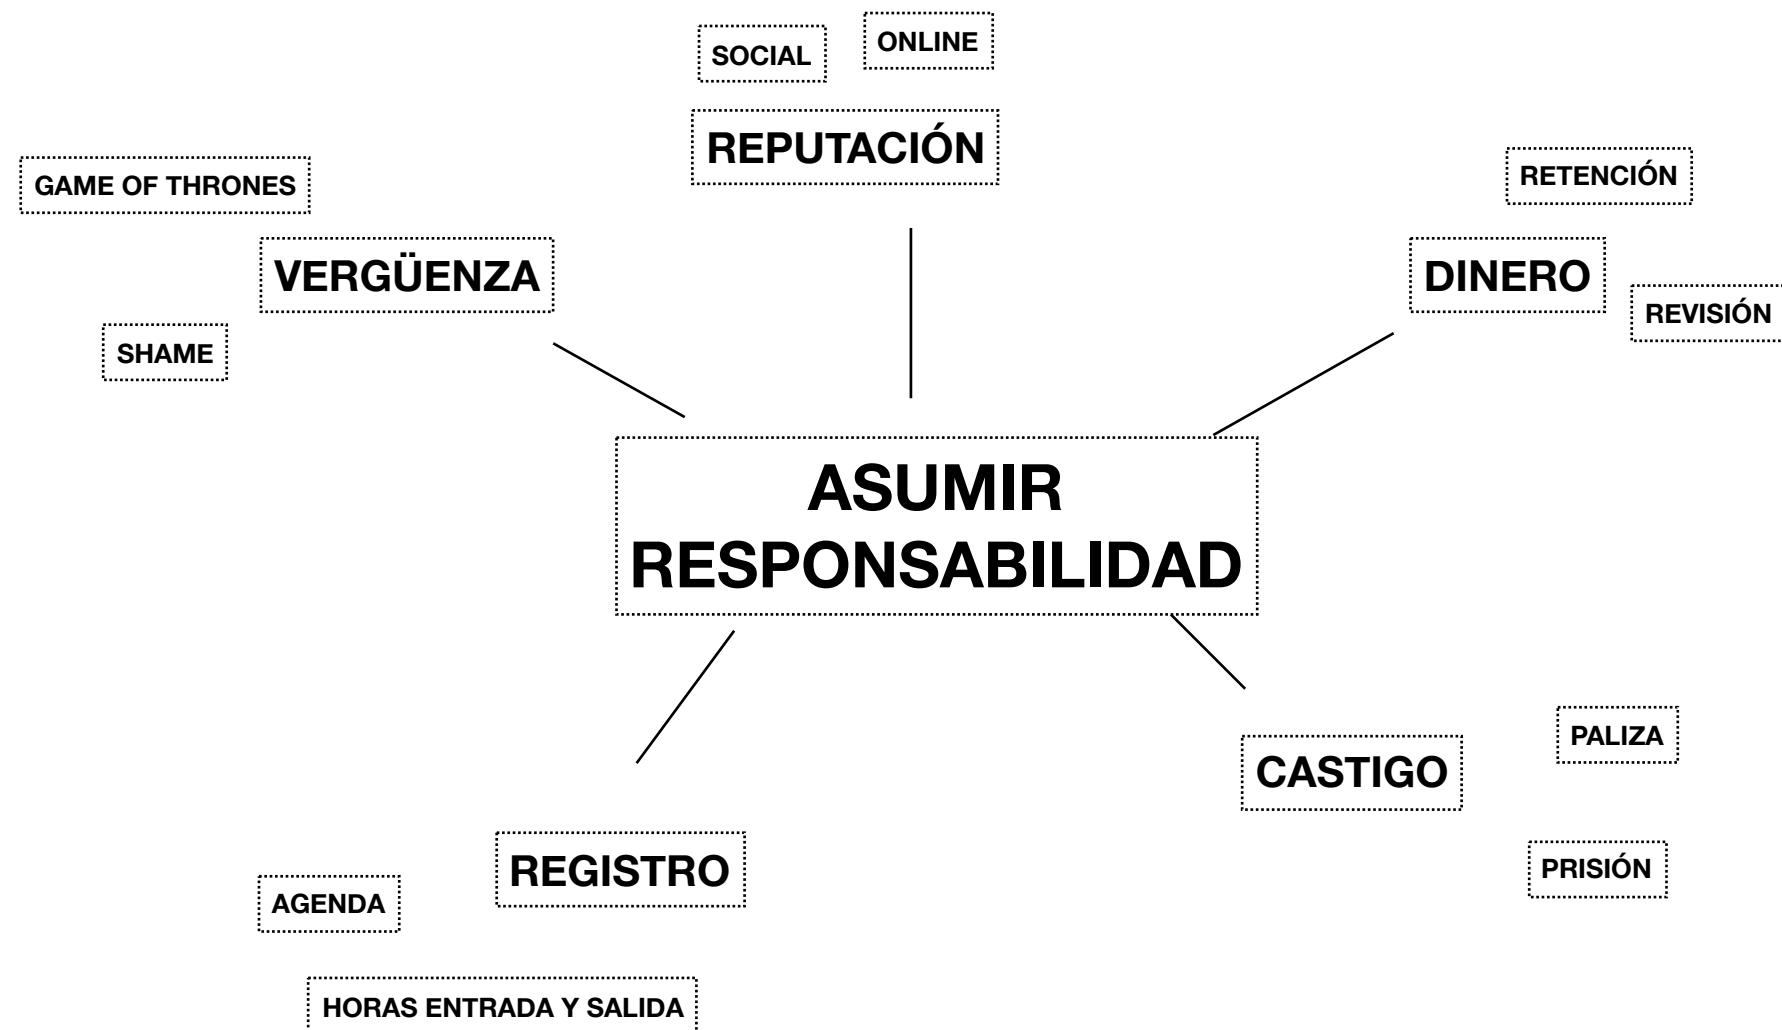 SOCIAL
ONLINE
REPUTACIÓN
GAME OF THRONES
VERGÜENZA
SHAME
RETENCIÓN
DINERO
REVISIÓN
ASUMIR
RESPONSABILIDAD
PALIZA
CASTIGO
PRISIÓN
REGISTRO
AGENDA
HORAS ENTRADA Y SALIDA